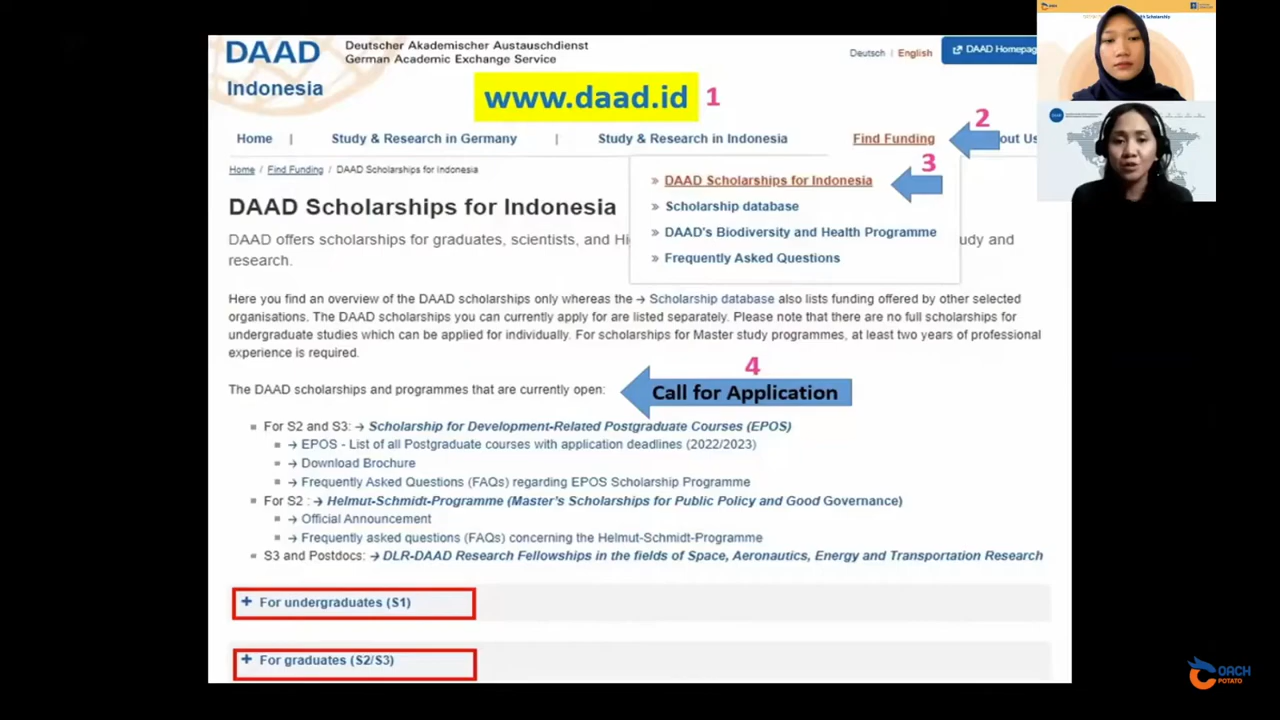 DAAD
Deutscher Akademischer Austauschdienst
German Academic Exchange Service
Indonesia
Deutsch | English
DAAD Homepag
www.daad.id 1
2
Home | Study & Research in Germany | Study & Research in Indonesia Find Funding out Us
3
Home / Find Funding / DAAD Scholarships for Indonesia
» DAAD Scholarships for Indonesia
» Scholarship database
» DAAD's Biodiversity and Health Programme
» Frequently Asked Questions
DAAD Scholarships for Indonesia
DAAD offers scholarships for graduates, scientists, and Hi udy and
research.
Here you find an overview of the DAAD scholarships only whereas the → Scholarship database also lists funding offered by other selected
organisations. The DAAD scholarships you can currently apply for are listed separately. Please note that there are no full scholarships for
undergraduate studies which can be applied for individually. For scholarships for Master study programmes, at least two years of professional
experience is required.
4
The DAAD scholarships and programmes that are currently open:
Call for Application
For S2 and S3: → Scholarship for Development-Related Postgraduate Courses (EPOS)
→ EPOS - List of all Postgraduate courses with application deadlines (2022/2023)
→ Download Brochure
→ Frequently Asked Questions (FAQs) regarding EPOS Scholarship Programme
For S2 : → Helmut-Schmidt-Programme (Master's Scholarships for Public Policy and Good Governance)
→ Official Announcement
→ Frequently asked questions (FAQs) concerning the Helmut-Schmidt-Programme
S3 and Postdocs: → DLR-DAAD Research Fellowships in the fields of Space, Aeronautics, Energy and Transportation Research
+ For undergraduates (S1)
+ For graduates (S2/S3)
OACH
POTATO